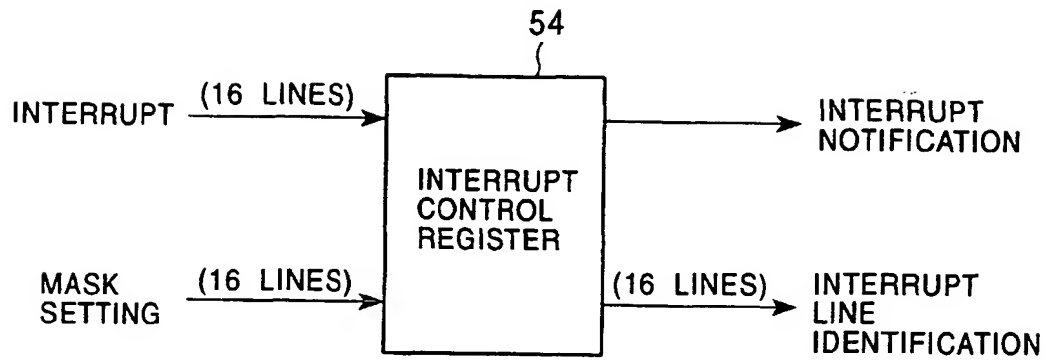 54
INTERRUPT
(16 LINES)
INTERRUPT
NOTIFICATION
INTERRUPT
CONTROL
REGISTER
MASK
SETTING
(16 LINES)
(16 LINES)
INTERRUPT
LINE
IDENTIFICATION